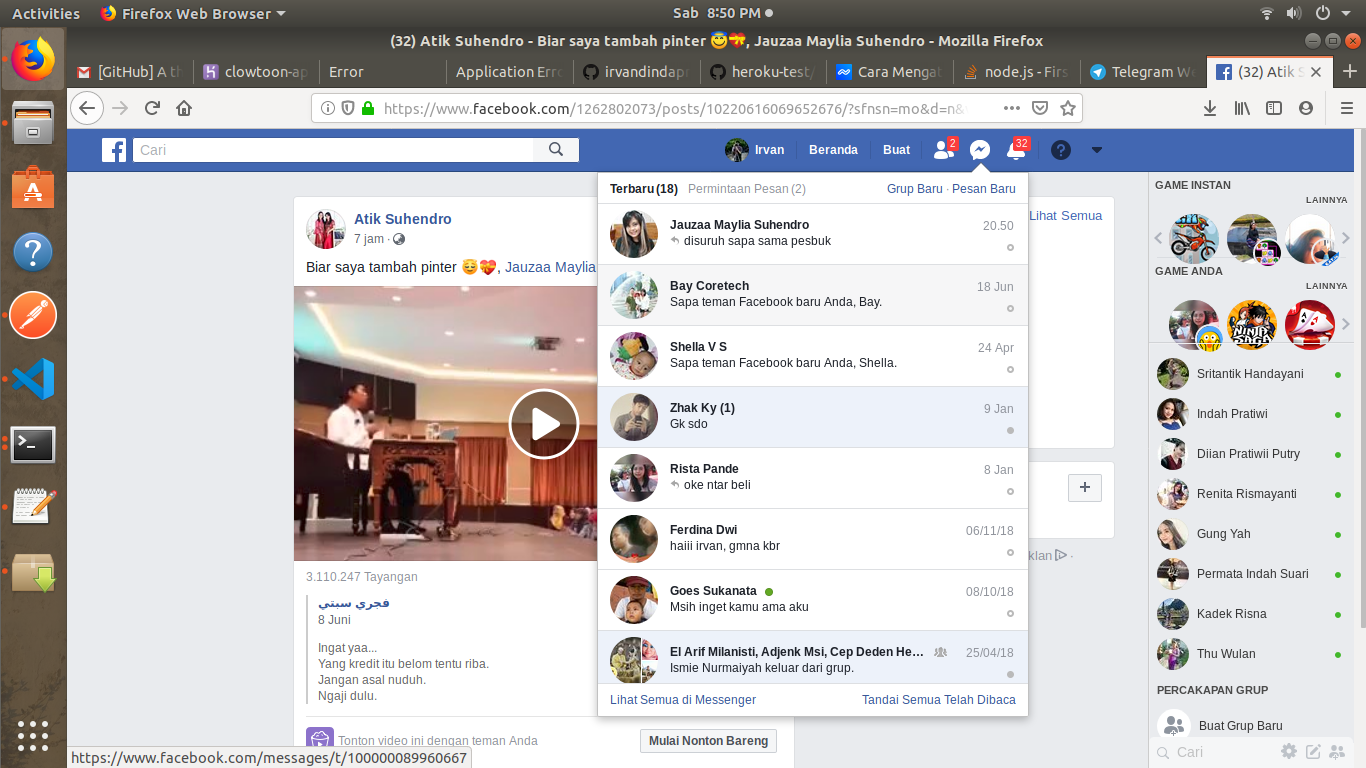 Activities
Firefox Web Browser
Sab 8:50 PM
(32) Atik Suhendro - Biar saya tambah pinter 😇💝, Jauzaa Maylia Suhendro - Mozilla Firefox
[GitHub] A th
clowtoon-ap
Error
Application Erro
irvandindapr
heroku-test/
Cara Mengat
node.js - Firs
Telegram We
(32) Atik S
https://www.facebook.com/1262802073/posts/10220616069652676/?sfnsn=mo&d=n&
Cari
Irvan
Beranda
Buat
2
32
Terbaru (18)
Permintaan Pesan (2)
Grup Baru · Pesan Baru
Jauzaa Maylia Suhendro
20.50
disuruh sapa sama pesbuk
Bay Coretech
18 Jun
Sapa teman Facebook baru Anda, Bay.
Shella V S
24 Apr
Sapa teman Facebook baru Anda, Shella.
Zhak Ky (1)
9 Jan
Gk sdo
Rista Pande
8 Jan
oke ntar beli
Ferdina Dwi
06/11/18
haiii irvan, gmna kbr
Goes Sukanata
08/10/18
Msih inget kamu ama aku
El Arif Milanisti, Adjenk Msi, Cep Deden He...
25/04/18
Ismie Nurmaiyah keluar dari grup.
Lihat Semua di Messenger
Tandai Semua Telah Dibaca
Atik Suhendro
7 jam ·
Biar saya tambah pinter 😇💝, Jauzaa Maylia
3.110.247 Tayangan
فجري سبتي
8 Juni
Ingat yaa...
Yang kredit itu belom tentu riba.
Jangan asal nuduh.
Ngaji dulu.
Tonton video ini dengan teman Anda
Mulai Nonton Bareng
Lihat Semua
+
klan
GAME INSTAN
LAINNYA
GAME ANDA
LAINNYA
NINJA SAGA
Sritantik Handayani
Indah Pratiwi
Diian Pratiwii Putry
Renita Rismayanti
Gung Yah
Permata Indah Suari
Kadek Risna
Thu Wulan
PERCAKAPAN GRUP
Buat Grup Baru
Cari
https://www.facebook.com/messages/t/100000089960667